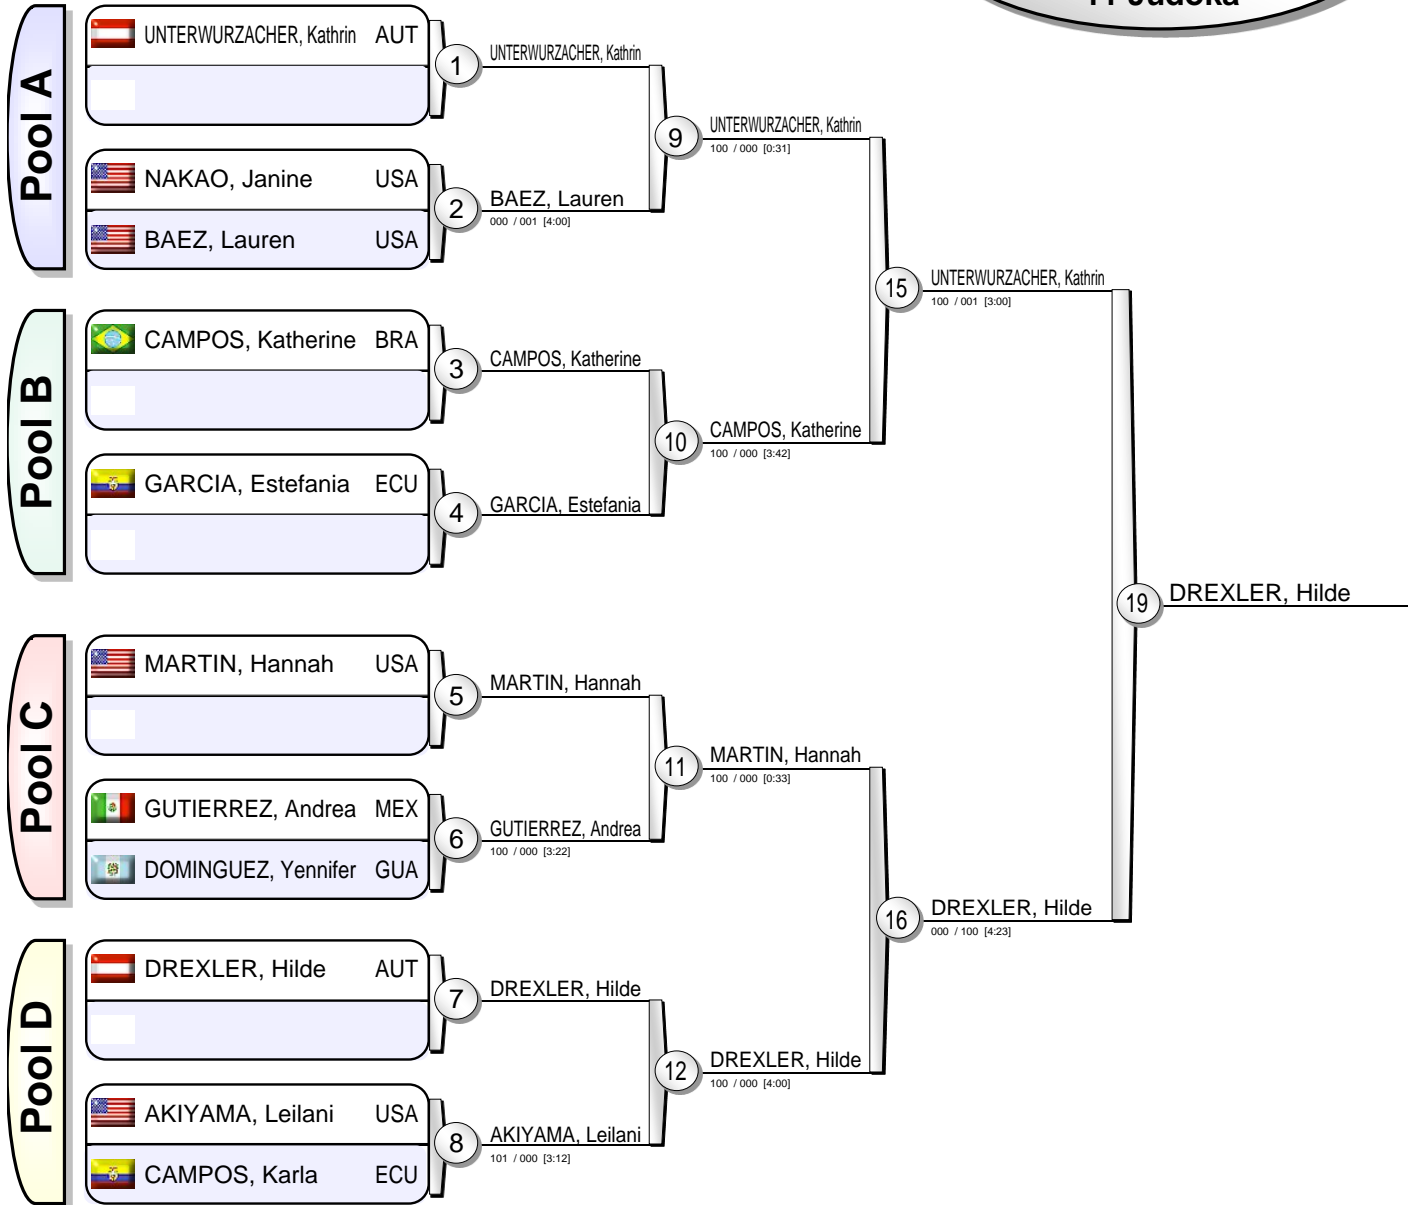 11 Judoka
Pool A
UNTERWURZACHER, Kathrin AUT
NAKAO, Janine USA
BAEZ, Lauren USA
Pool B
CAMPOS, Katherine BRA
GARCIA, Estefania ECU
Pool C
MARTIN, Hannah USA
GUTIERREZ, Andrea MEX
DOMINGUEZ, Yennifer GUA
Pool D
DREXLER, Hilde AUT
AKIYAMA, Leilani USA
CAMPOS, Karla ECU
1
UNTERWURZACHER, Kathrin
2
BAEZ, Lauren
000 / 001 [4:00]
3
CAMPOS, Katherine
4
GARCIA, Estefania
5
MARTIN, Hannah
6
GUTIERREZ, Andrea
100 / 000 [3:22]
7
DREXLER, Hilde
8
AKIYAMA, Leilani
101 / 000 [3:12]
9
UNTERWURZACHER, Kathrin
100 / 000 [0:31]
10
CAMPOS, Katherine
100 / 000 [3:42]
11
MARTIN, Hannah
100 / 000 [0:33]
12
DREXLER, Hilde
100 / 000 [4:00]
15
UNTERWURZACHER, Kathrin
100 / 001 [3:00]
16
DREXLER, Hilde
000 / 100 [4:23]
19
DREXLER, Hilde